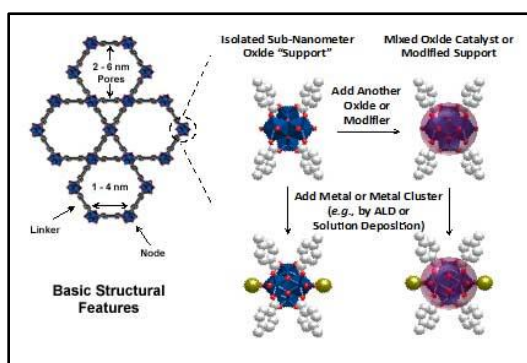 Isolated Sub-Nanometer
Oxide "Support"
Mixed Oxide Catalyst or
Modified Support
2 - 6 nm
Pores
Add Another
Oxide or
Modifier
1 - 4 nm
Linker
Node
Add Metal or Metal Cluster
(e.g., by ALD or
Solution Deposition)
Basic Structural
Features